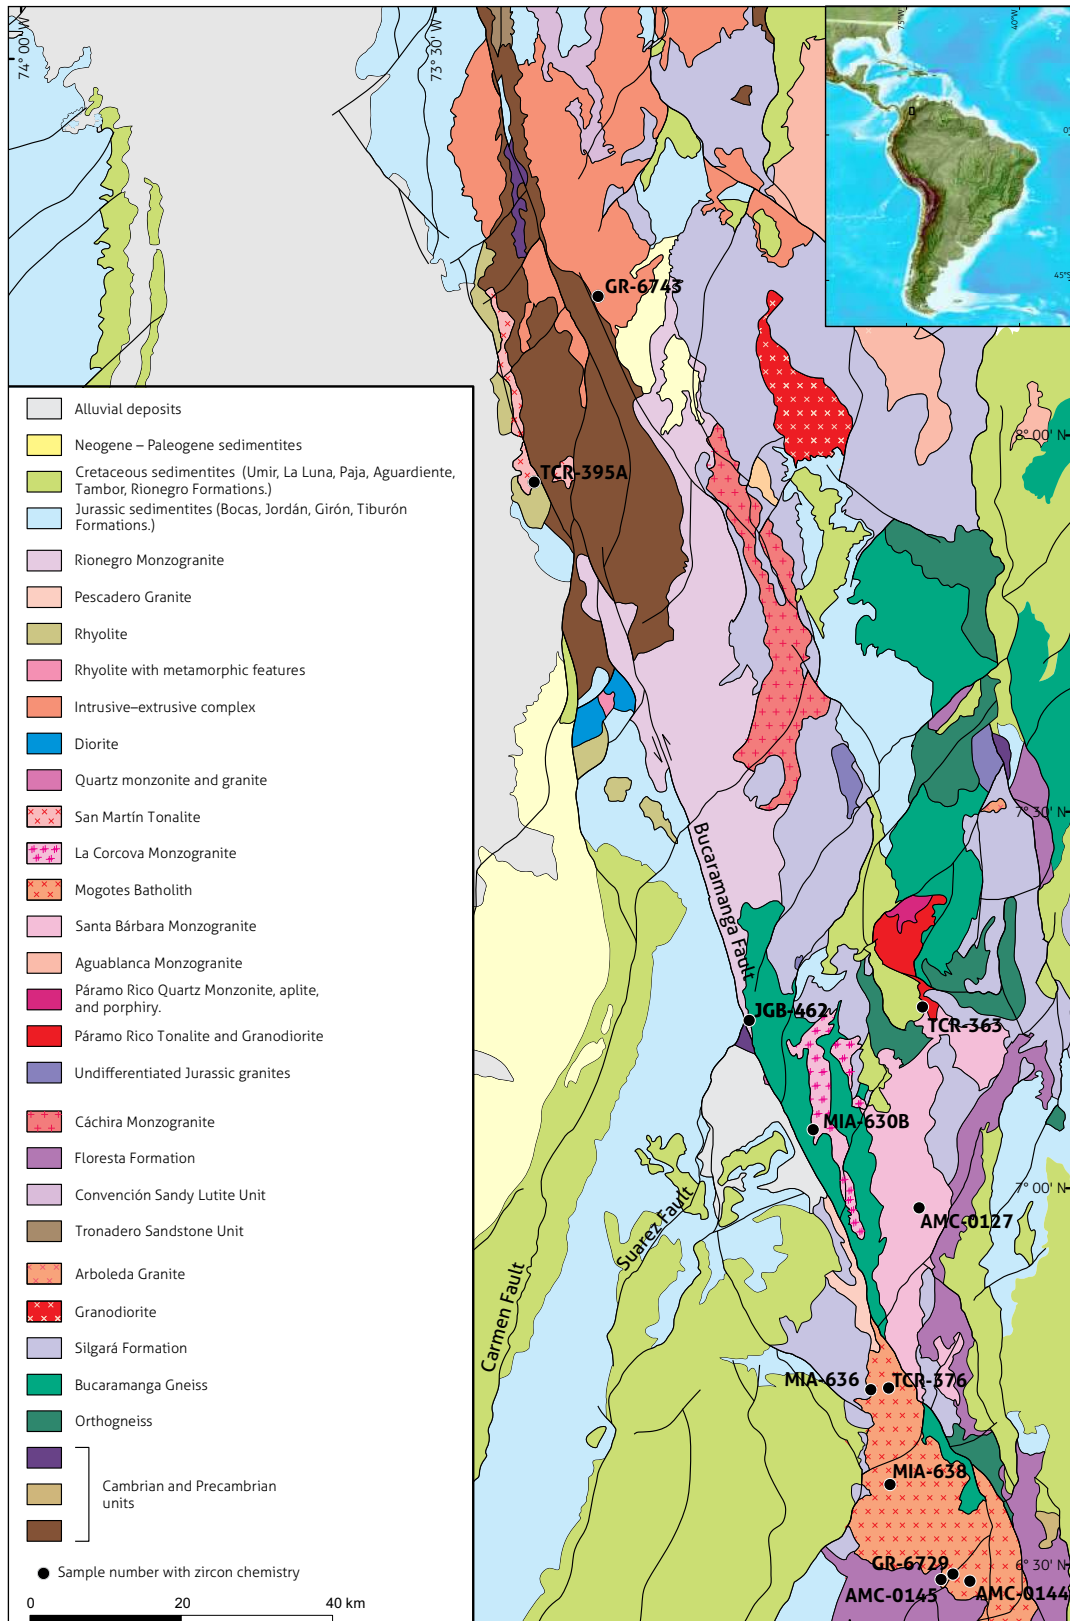 74° 00' W
73° 30' W
75°W
40°W
0°
45°S
GR-6743
8° 00' N
TCR-395A
Alluvial deposits
Neogene – Paleogene sedimentites
Cretaceous sedimentites (Umir, La Luna, Paja, Aguardiente,
Tambor, Rionegro Formations.)
Jurassic sedimentites (Bocas, Jordán, Girón, Tiburón
Formations.)
Rionegro Monzogranite
Pescadero Granite
Rhyolite
Rhyolite with metamorphic features
Intrusive–extrusive complex
Diorite
Quartz monzonite and granite
San Martín Tonalite
La Corcova Monzogranite
Mogotes Batholith
Santa Bárbara Monzogranite
Aguablanca Monzogranite
Páramo Rico Quartz Monzonite, aplite,
and porphiry.
Páramo Rico Tonalite and Granodiorite
Undifferentiated Jurassic granites
Cáchira Monzogranite
Floresta Formation
Convención Sandy Lutite Unit
Tronadero Sandstone Unit
Arboleda Granite
Granodiorite
Silgará Formation
Bucaramanga Gneiss
Orthogneiss
Cambrian and Precambrian
units
Sample number with zircon chemistry
0 20 40 km
7° 30' N
Bucaramanga Fault
JGB-462
TCR-363
MIA-630B
7° 00' N
AMC-0127
Suarez Fault
Carmen Fault
MIA-636
TCR-376
MIA-638
GR-6729
6° 30' N
AMC-0145
AMC-0144